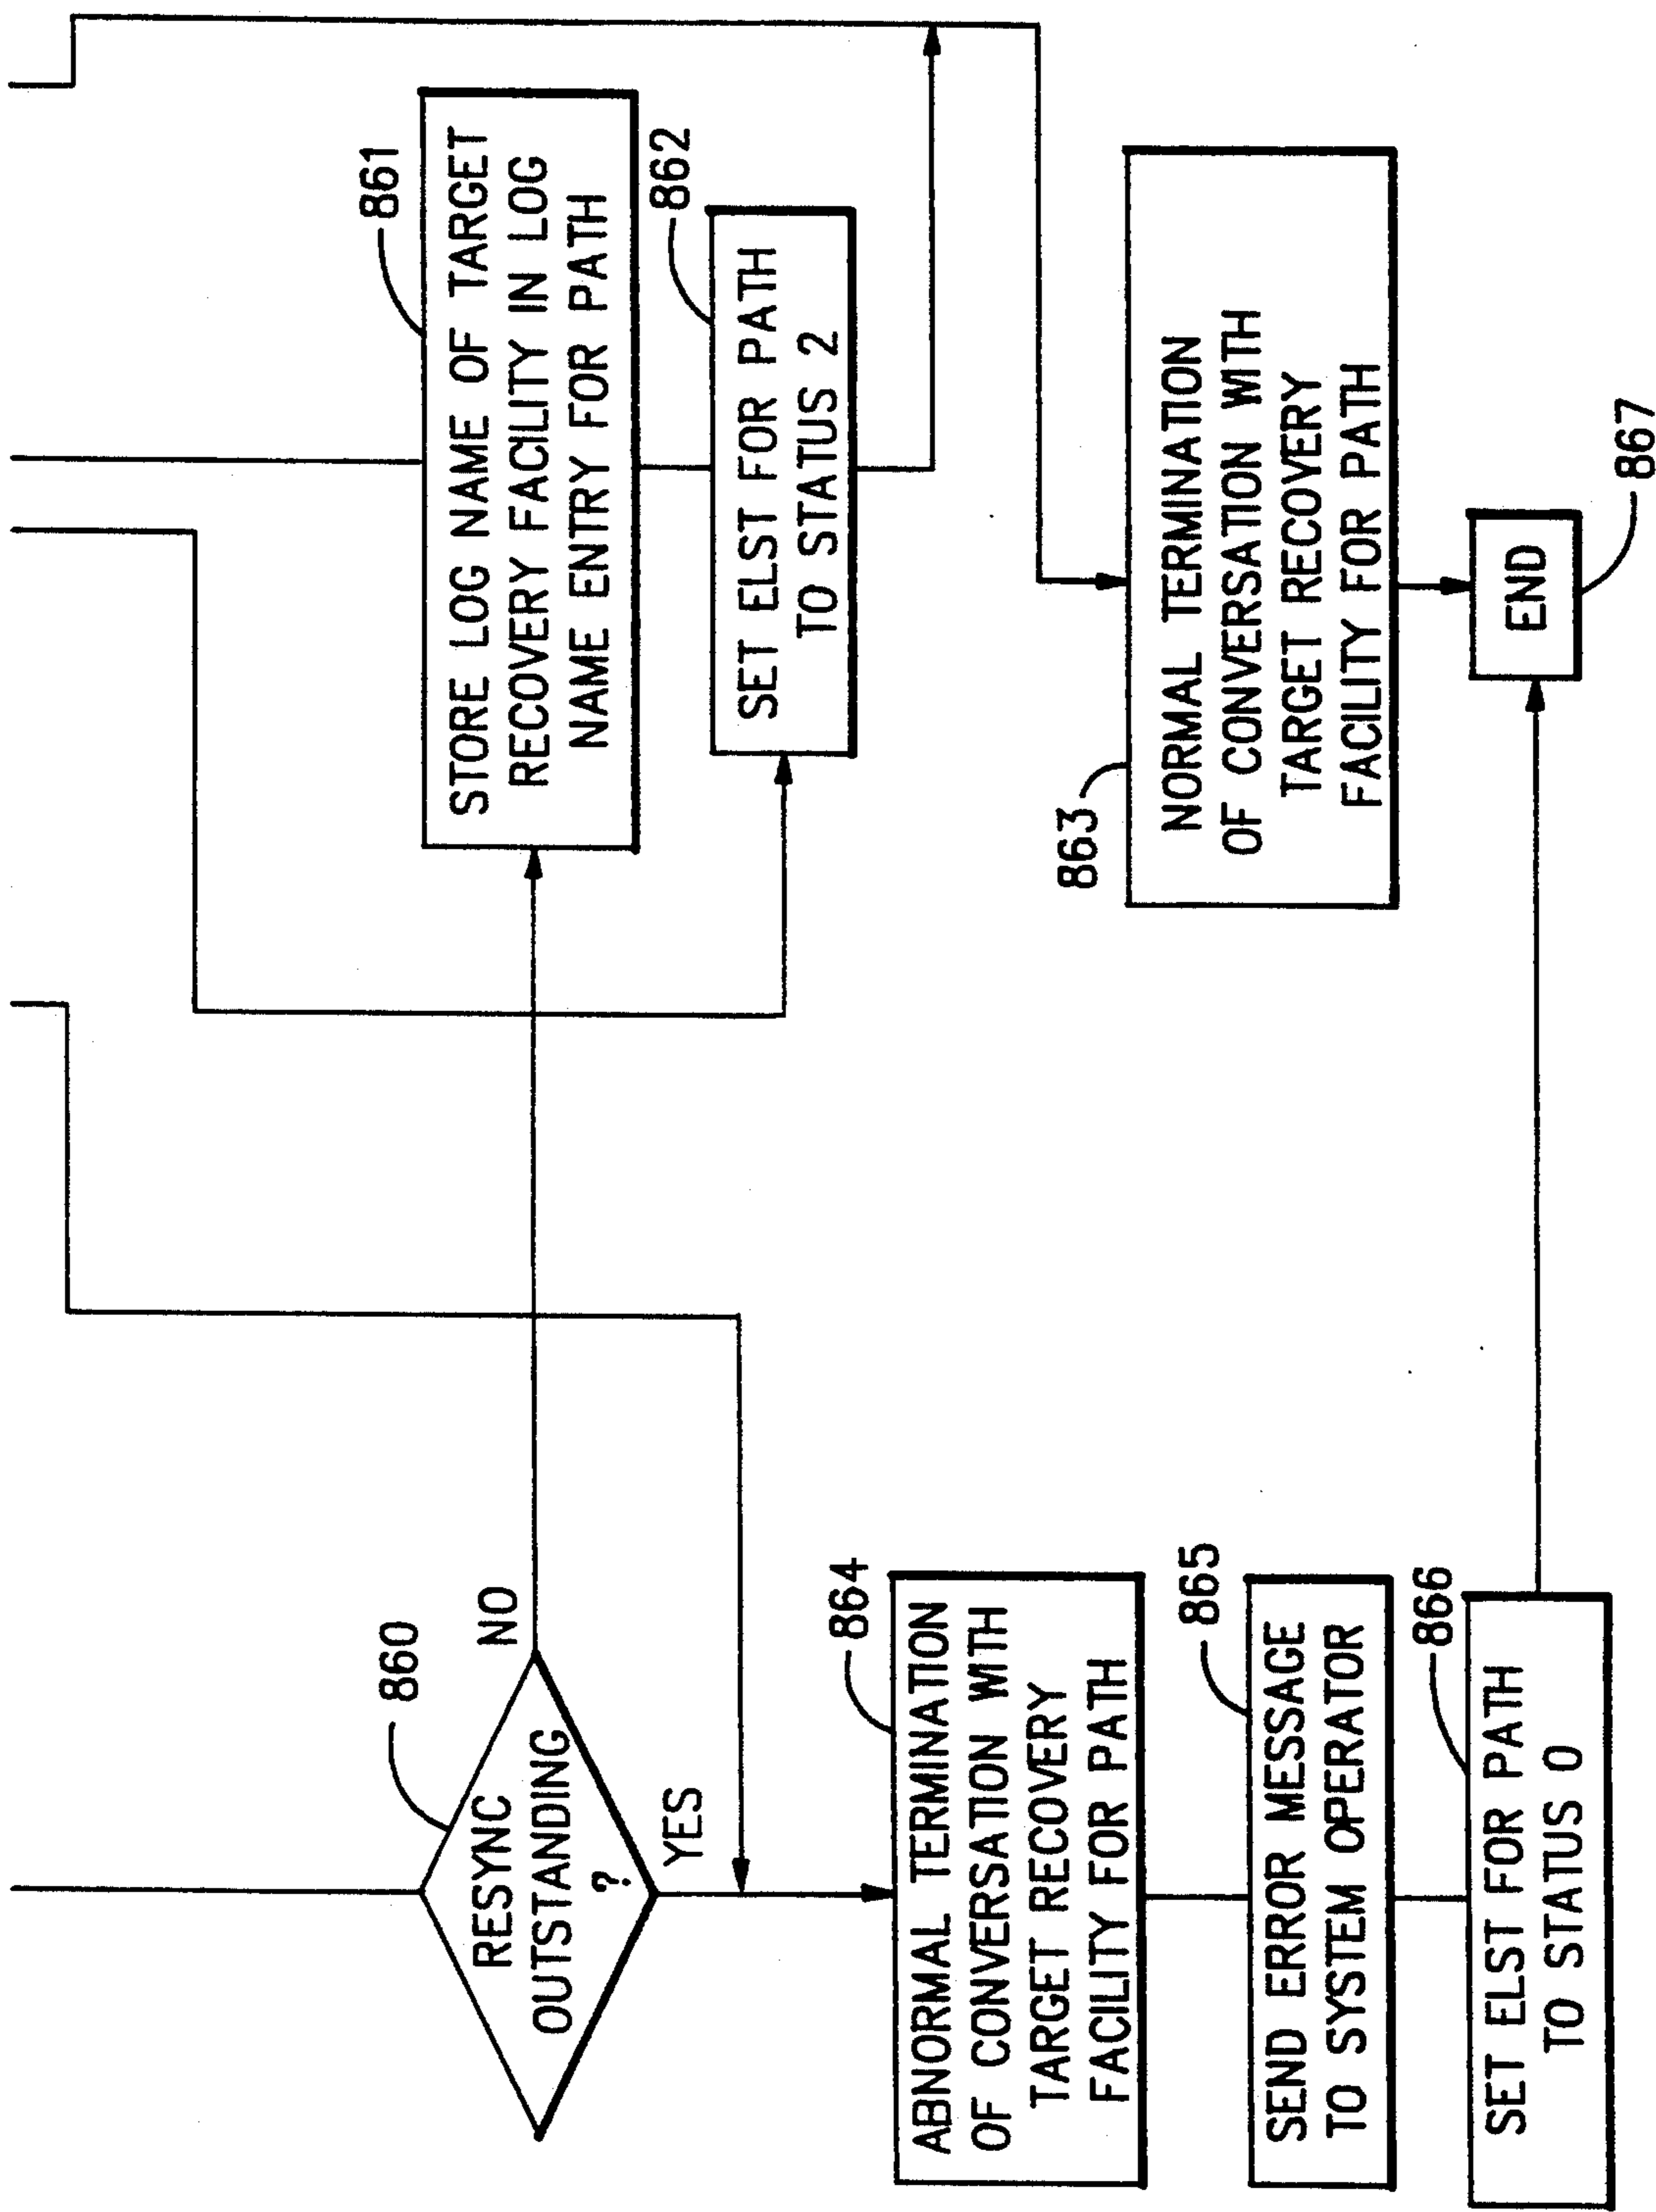 860
RESYNC
OUTSTANDING
?
NO
YES
861
STORE LOG NAME OF TARGET
RECOVERY FACILITY IN LOG
NAME ENTRY FOR PATH
862
SET ELST FOR PATH
TO STATUS 2
863
NORMAL TERMINATION
OF CONVERSATION WITH
TARGET RECOVERY
FACILITY FOR PATH
864
ABNORMAL TERMINATION
OF CONVERSATION WITH
TARGET RECOVERY
FACILITY FOR PATH
865
SEND ERROR MESSAGE
TO SYSTEM OPERATOR
866
SET ELST FOR PATH
TO STATUS 0
END
867